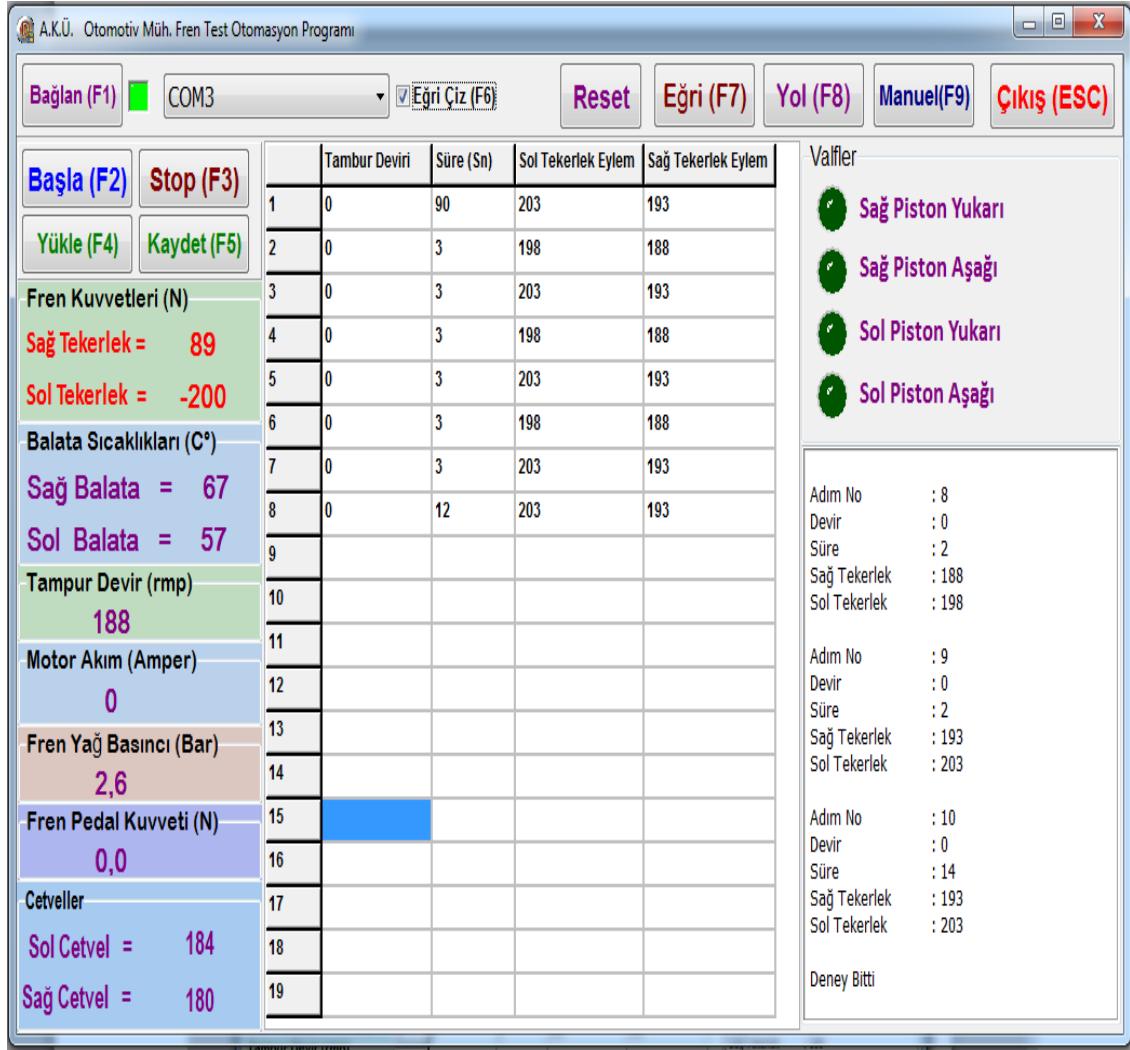 A.K.Ü. Otomotiv Müh. Fren Test Otomasyon Programı
Bağlan (F1) COM3 Eğri Çiz (F6) Reset Eğri (F7) Yol (F8) Manuel(F9) Çıkış (ESC)
Başla (F2) Stop (F3)
Yükle (F4) Kaydet (F5)
Fren Kuvvetleri (N)
Sağ Tekerlek = 89
Sol Tekerlek = -200
Balata Sıcaklıkları (C°)
Sağ Balata = 67
Sol Balata = 57
Tampur Devir (rmp)
188
Motor Akım (Amper)
0
Fren Yağ Basıncı (Bar)
2,6
Fren Pedal Kuvveti (N)
0,0
Cetveller
Sol Cetvel = 184
Sağ Cetvel = 180
Tambur Deviri Süre (Sn) Sol Tekerlek Eylem Sağ Tekerlek Eylem
1 0 90 203 193
2 0 3 198 188
3 0 3 203 193
4 0 3 198 188
5 0 3 203 193
6 0 3 198 188
7 0 3 203 193
8 0 12 203 193
9
10
11
12
13
14
15
16
17
18
19
Valfler
Sağ Piston Yukarı
Sağ Piston Aşağı
Sol Piston Yukarı
Sol Piston Aşağı
Adım No : 8
Devir : 0
Süre : 2
Sağ Tekerlek : 188
Sol Tekerlek : 198
Adım No : 9
Devir : 0
Süre : 2
Sağ Tekerlek : 193
Sol Tekerlek : 203
Adım No : 10
Devir : 0
Süre : 14
Sağ Tekerlek : 193
Sol Tekerlek : 203
Deney Bitti